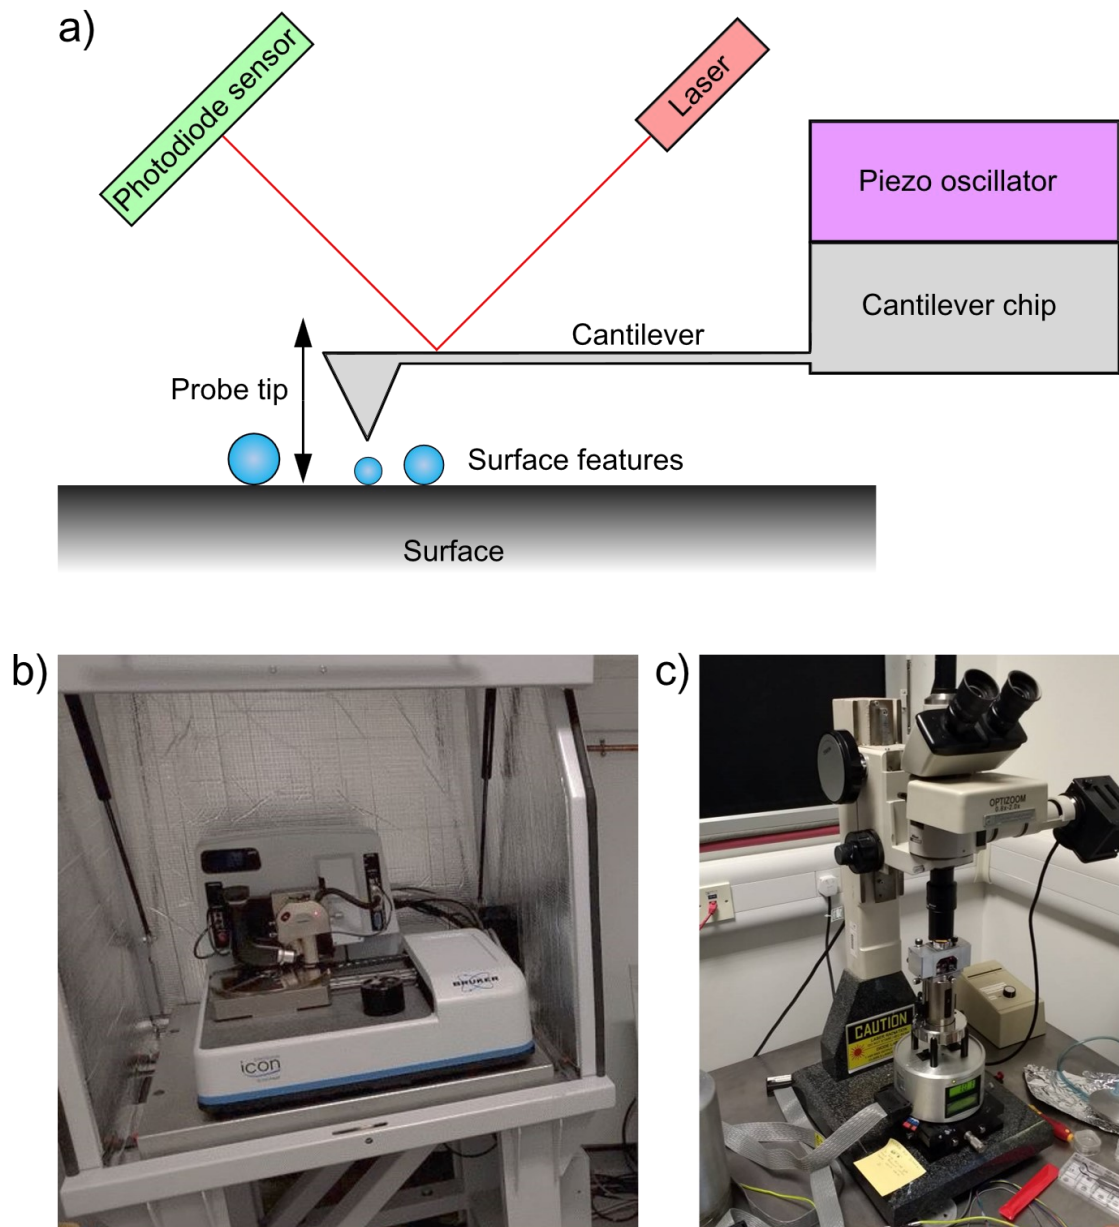 a)
Photodiode sensor
Laser
Piezo oscillator
Cantilever chip
Cantilever
Probe tip
Surface features
Surface
b)
BRUKER
icon
c)
OPTIZOOM
CAUTION